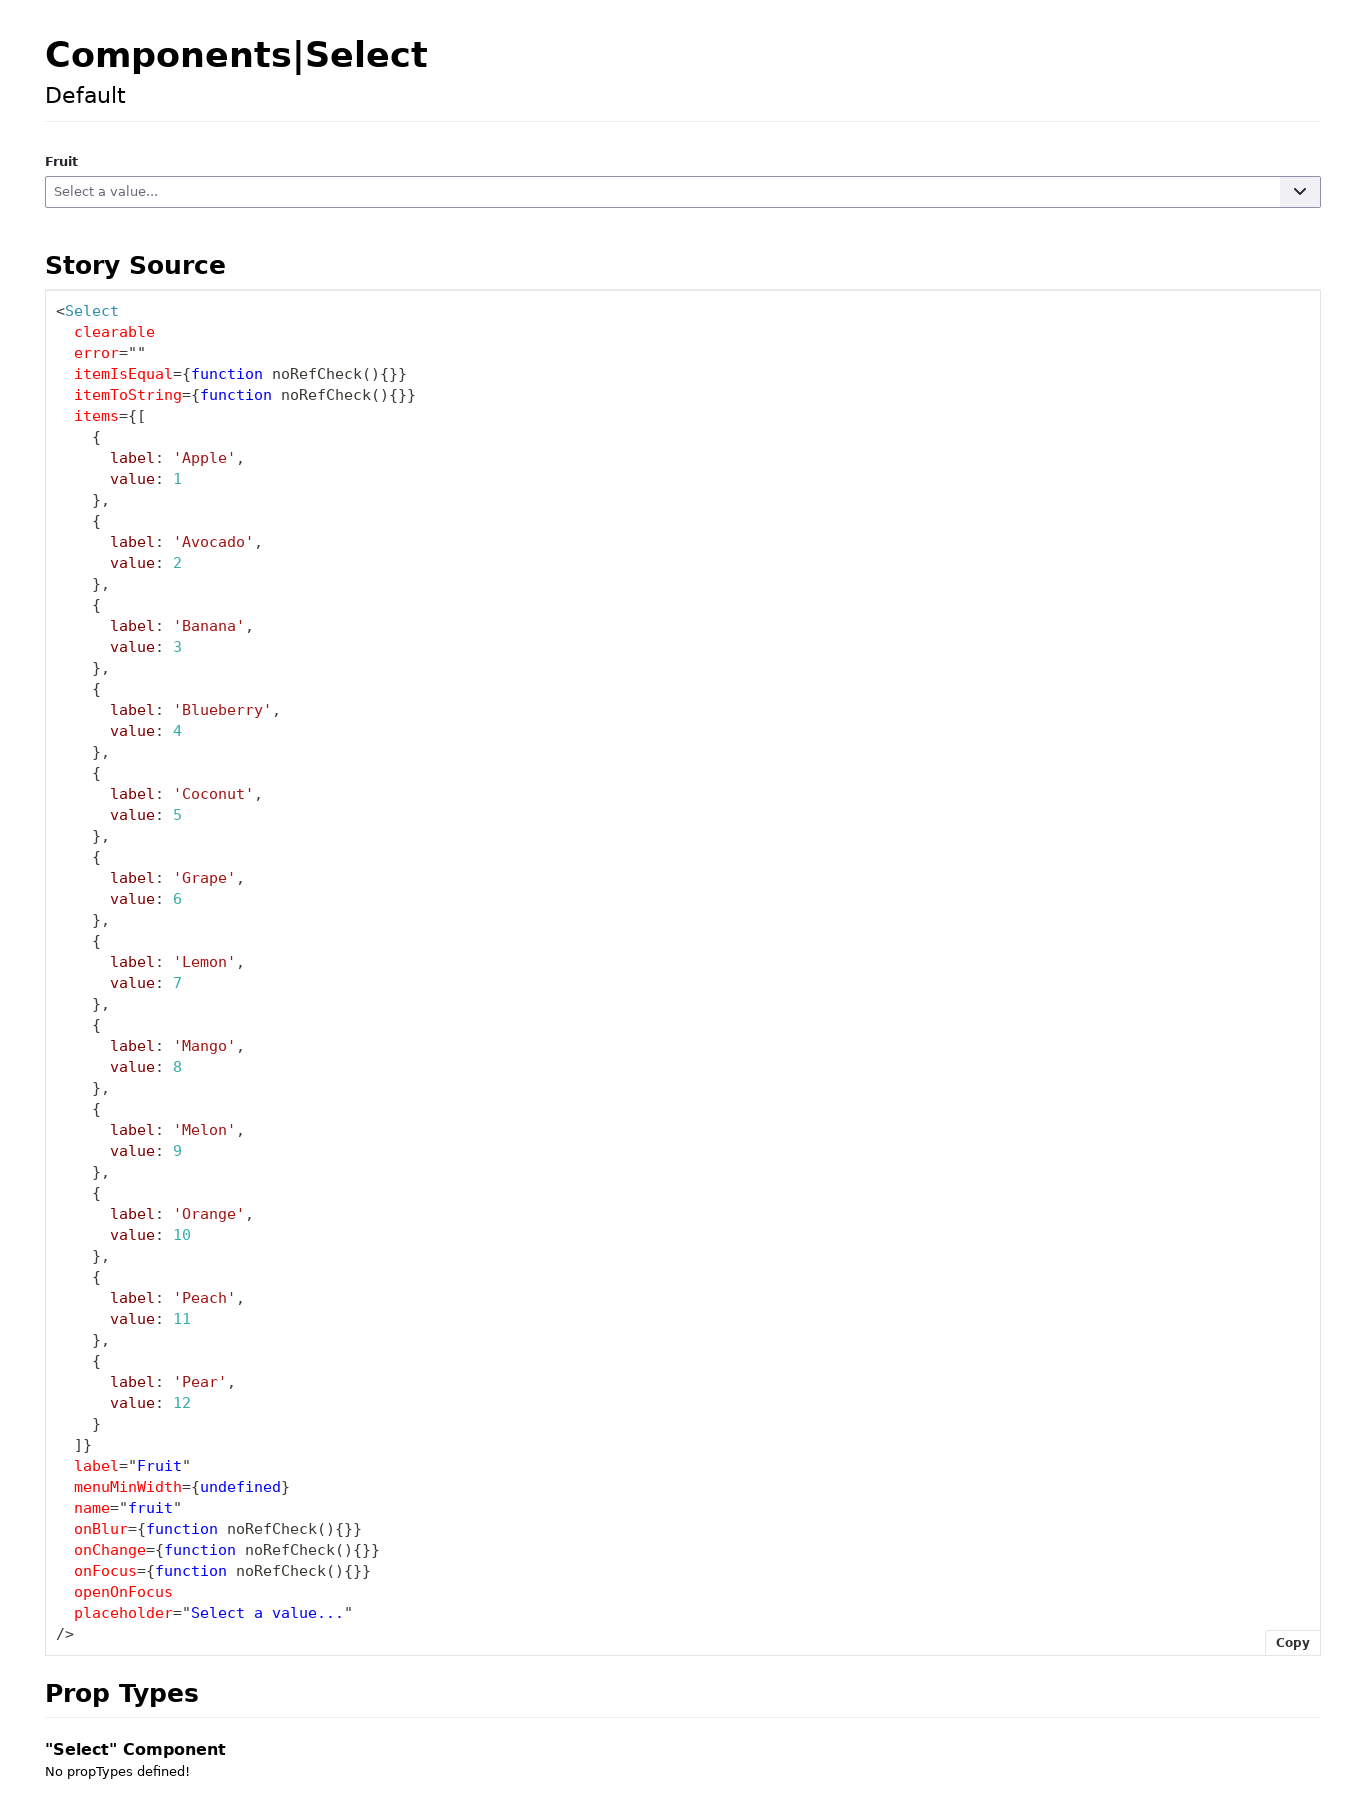 Components|Select
Default
Fruit
Select a value...
Story Source
<Select
  clearable
  error=""
  itemIsEqual={function noRefCheck(){}}
  itemToString={function noRefCheck(){}}
  items={[
    {
      label: 'Apple',
      value: 1
    },
    {
      label: 'Avocado',
      value: 2
    },
    {
      label: 'Banana',
      value: 3
    },
    {
      label: 'Blueberry',
      value: 4
    },
    {
      label: 'Coconut',
      value: 5
    },
    {
      label: 'Grape',
      value: 6
    },
    {
      label: 'Lemon',
      value: 7
    },
    {
      label: 'Mango',
      value: 8
    },
    {
      label: 'Melon',
      value: 9
    },
    {
      label: 'Orange',
      value: 10
    },
    {
      label: 'Peach',
      value: 11
    },
    {
      label: 'Pear',
      value: 12
    }
  ]}
  label="Fruit"
  menuMinWidth={undefined}
  name="fruit"
  onBlur={function noRefCheck(){}}
  onChange={function noRefCheck(){}}
  onFocus={function noRefCheck(){}}
  openOnFocus
  placeholder="Select a value..."
/>
Copy
Prop Types
"Select" Component
No propTypes defined!